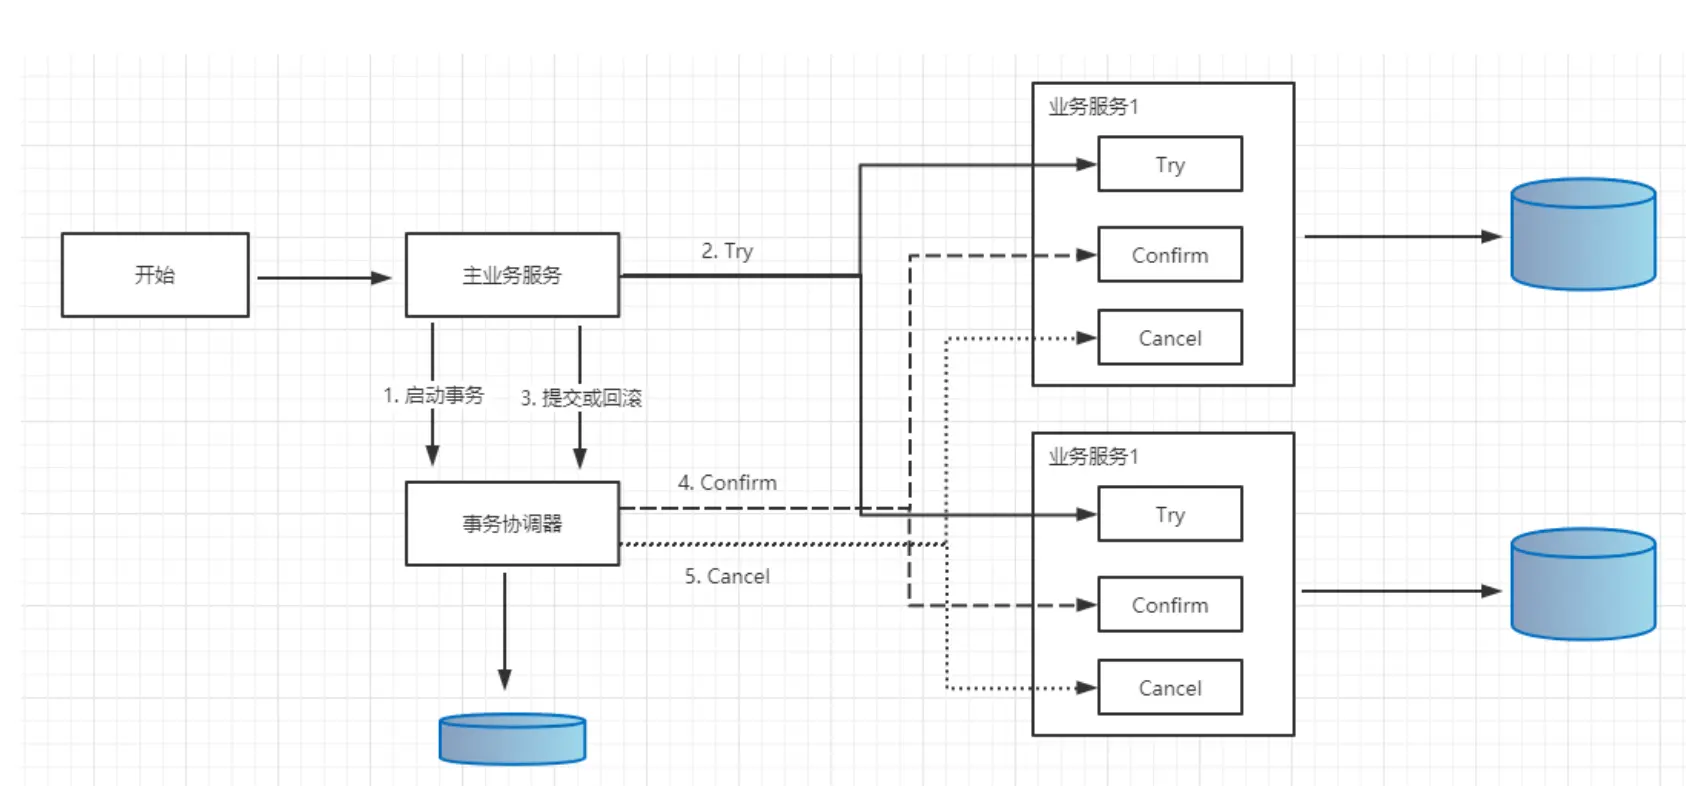 开始
主业务服务
1. 启动事务
3. 提交或回滚
事务协调器
2. Try
4. Confirm
5. Cancel
业务服务1
Try
Confirm
Cancel
业务服务1
Try
Confirm
Cancel